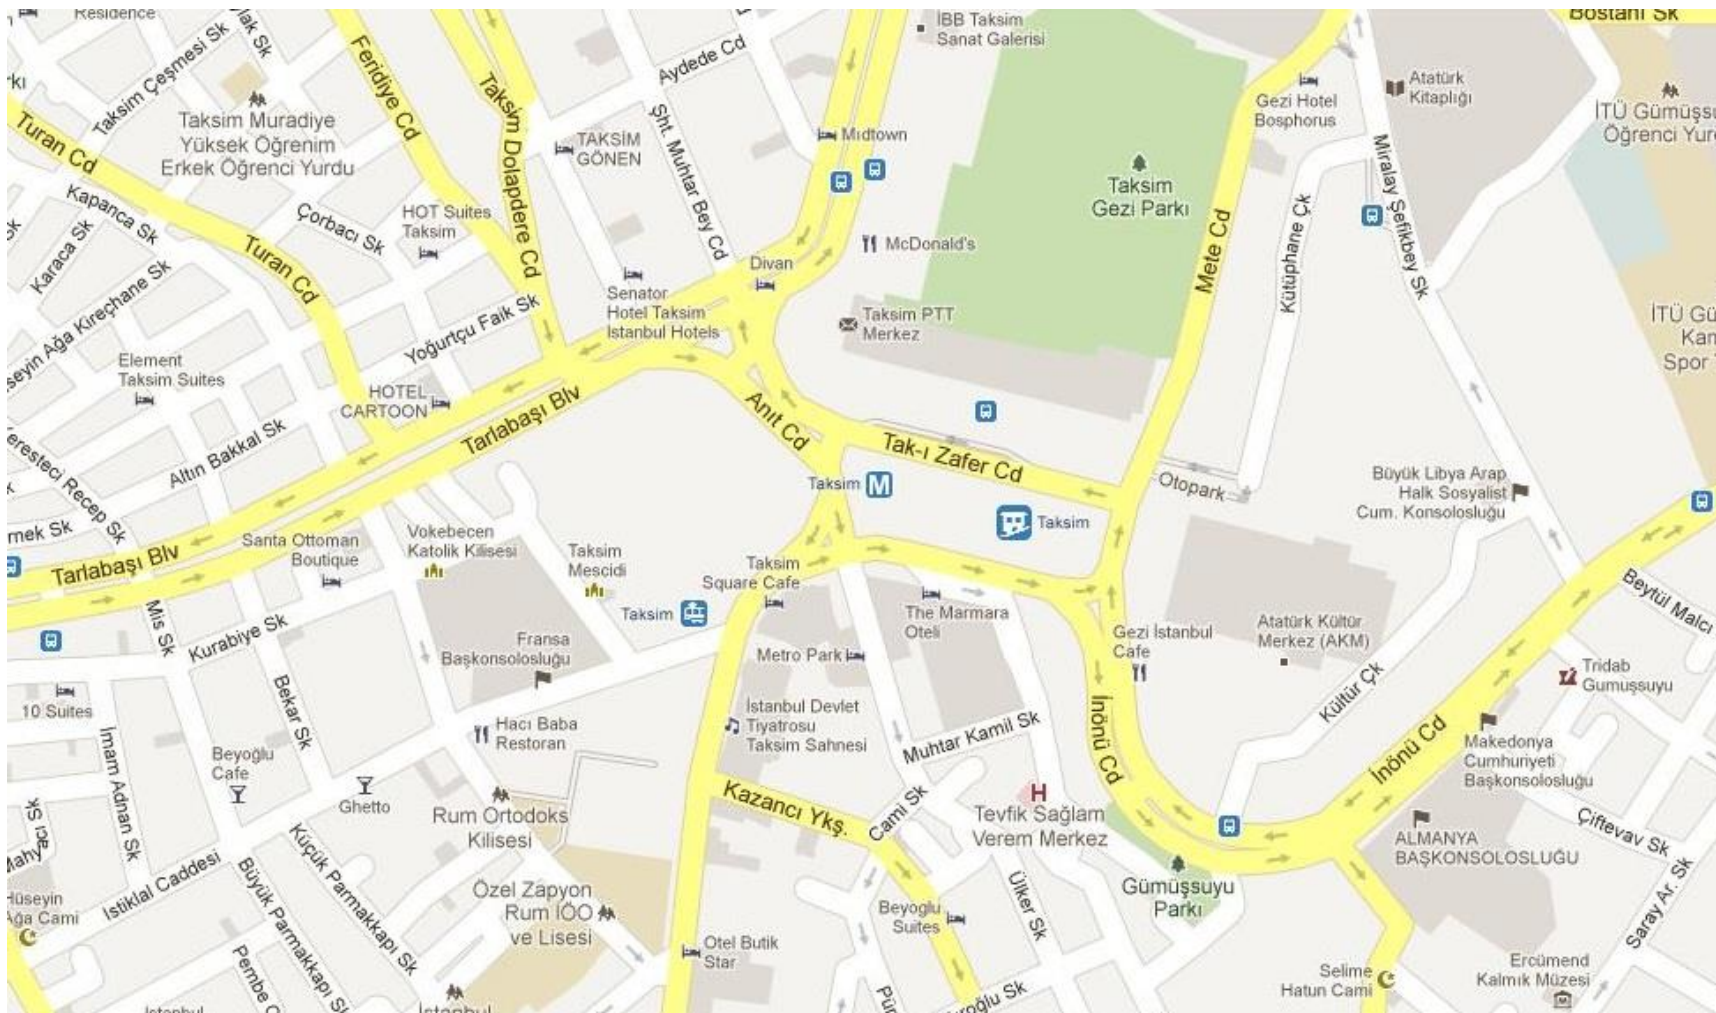 Residence
Taksim Çeşmesi Sk
Feridiye Cd
Taksim Dolapdere Cd
Aydede Cd
İBB Taksim
Sanat Galerisi
Bostanı Sk
Turan Cd
Taksim Muradiye
Yüksek Öğrenim
Erkek Öğrenci Yurdu
TAKSİM
GÖNEN
Şht. Muhtar Bey Cd
Midtown
Gezi Hotel
Bosphorus
Atatürk
Kitaplığı
Miralay Şefikbey Sk
Öğrenci
Kapanca Sk
Karaca Sk
Çorbacı Sk
HOT Suites
Taksim
Turan Cd
McDonald's
Taksim
Gezi Parkı
Mete Cd
Kütüphane Çk
Divan
Senator
Hotel Taksim
Istanbul Hotels
Taksim PTT
Merkez
Yoğurtçu Faik Sk
Element
Taksim Suites
HOTEL
CARTOON
Tarlabaşı Blv
Anıt Cd
Tak-ı Zafer Cd
Altın Bakkal Sk
Taksim
M
Taksim
Otopark
Büyük Libya Arap
Halk Sosyalist
Cum. Konsolosluğu
Recep Sk
Tarlabaşı Blv
Santa Ottoman
Boutique
Vokebecen
Katolik Kilisesi
Taksim
Mescidi
Taksim
Square Cafe
Taksim
The Marmara
Oteli
Gezi İstanbul
Cafe
Atatürk Kültür
Merkez (AKM)
Beytül Malcı
Mis Sk
Kurabiye Sk
Fransa
Başkonsolosluğu
Metro Park
Tridab
Gumuşsuyu
Kültür Çk
10 Suites
Bekar Sk
Hacı Baba
Restoran
İstanbul Devlet
Tiyatrosu
Taksim Sahnesi
Muhtar Kamil Sk
İnönü Cd
İnönü Cd
Makedonya
Cumhuriyeti
Başkonsolosluğu
İmam Adnan Sk
Beyoğlu
Cafe
Ghetto
Rum Ortodoks
Kilisesi
Kazancı Ykş.
Cami Sk
H
Tevfik Sağlam
Verem Merkez
ALMANYA
BAŞKONSOLOSLUĞU
Çiftevav Sk
Istiklal Caddesi
Küçük Parmakkapı Sk
Büyük Parmakkapı Sk
Özel Zapyon
Rum İÖO
ve Lisesi
Beyoglu
Suites
Ülker Sk
Gümüşsuyu
Parkı
Saray Ar. Sk
Hüseyin
Ağa Cami
Pembe
Otel Butik
Star
Selime
Hatun Cami
Ercümend
Kalmık Müzesi